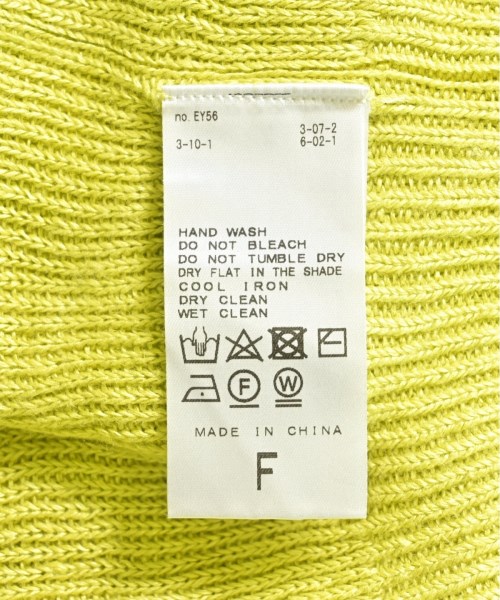 no. EY56
3-07-2
3-10-1 6-02-1
HAND WASH
DO NOT BLEACH
DO NOT TUMBLE DRY
DRY FLAT IN THE SHADE
COOL IRON
DRY CLEAN
WET CLEAN
F W
MADE IN CHINA
F